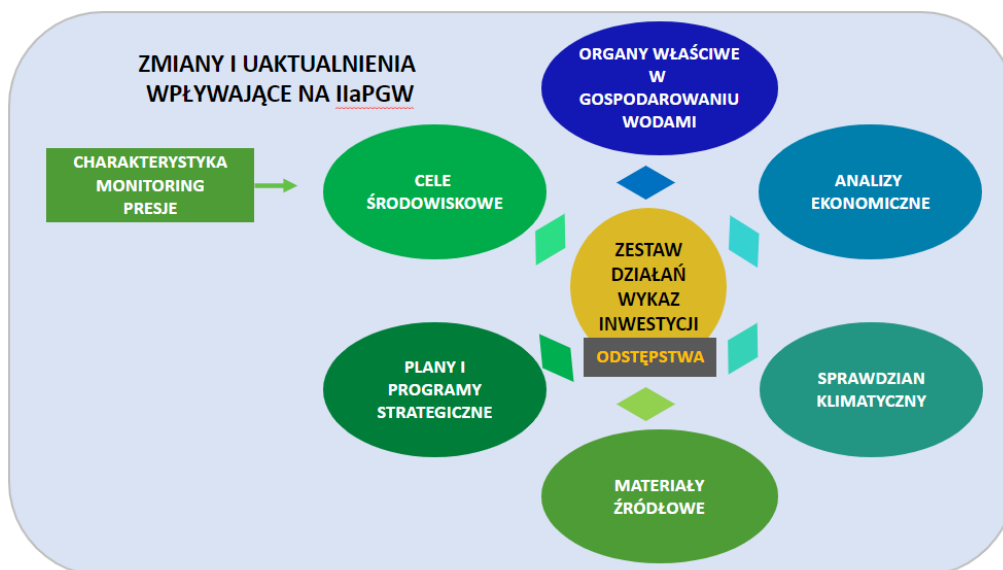 ZMIANY I UAKTUALNIENIA
WPŁYWAJĄCE NA IIaPGW
ORGANY WŁAŚCIWE
W
GOSPODAROWANIU
WODAMI
CHARAKTERYSTYKA
MONITORING
PRESJE
CELE
ŚRODOWISKOWE
ANALIZY
EKONOMICZNE
ZESTAW
DZIAŁAŃ
WYKAZ
INWESTYCJI
ODSTĘPSTWA
PLANY I
PROGRAMY
STRATEGICZNE
SPRAWDZIAN
KLIMATYCZNY
MATERIAŁY
ŹRÓDŁOWE